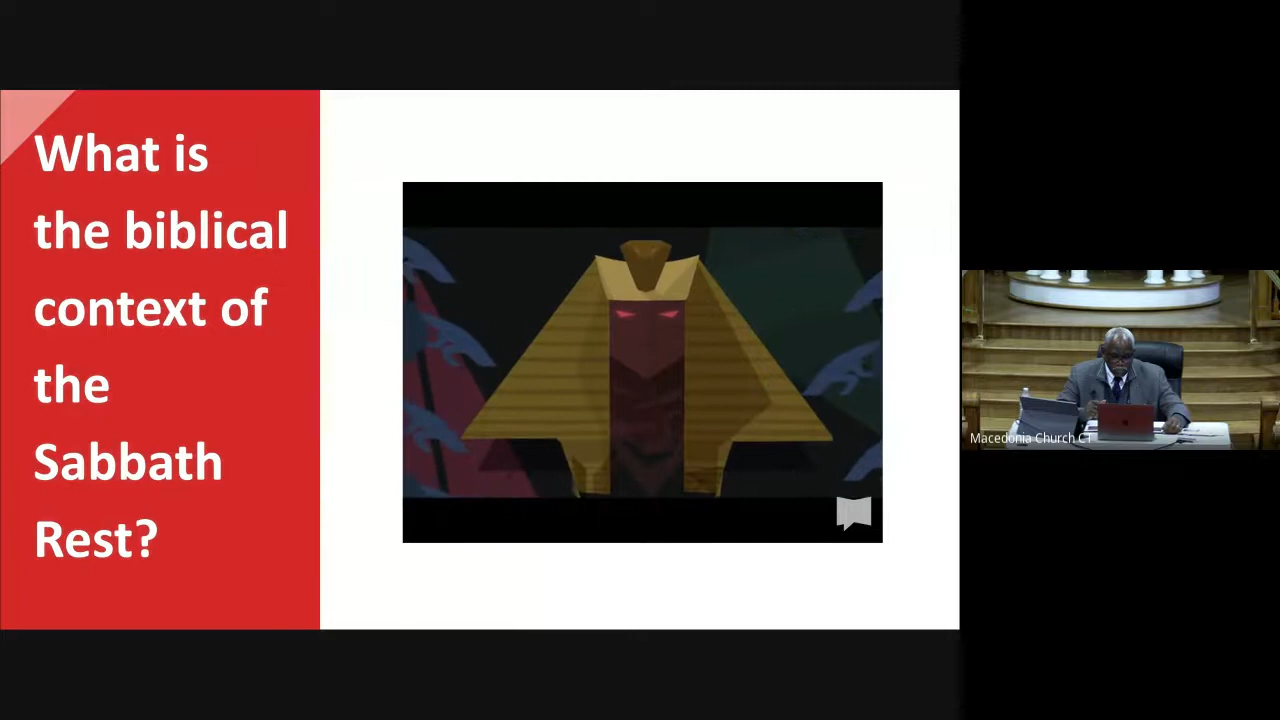 What is
the biblical
context of
the
Sabbath
Rest?
Macedonia Church CT